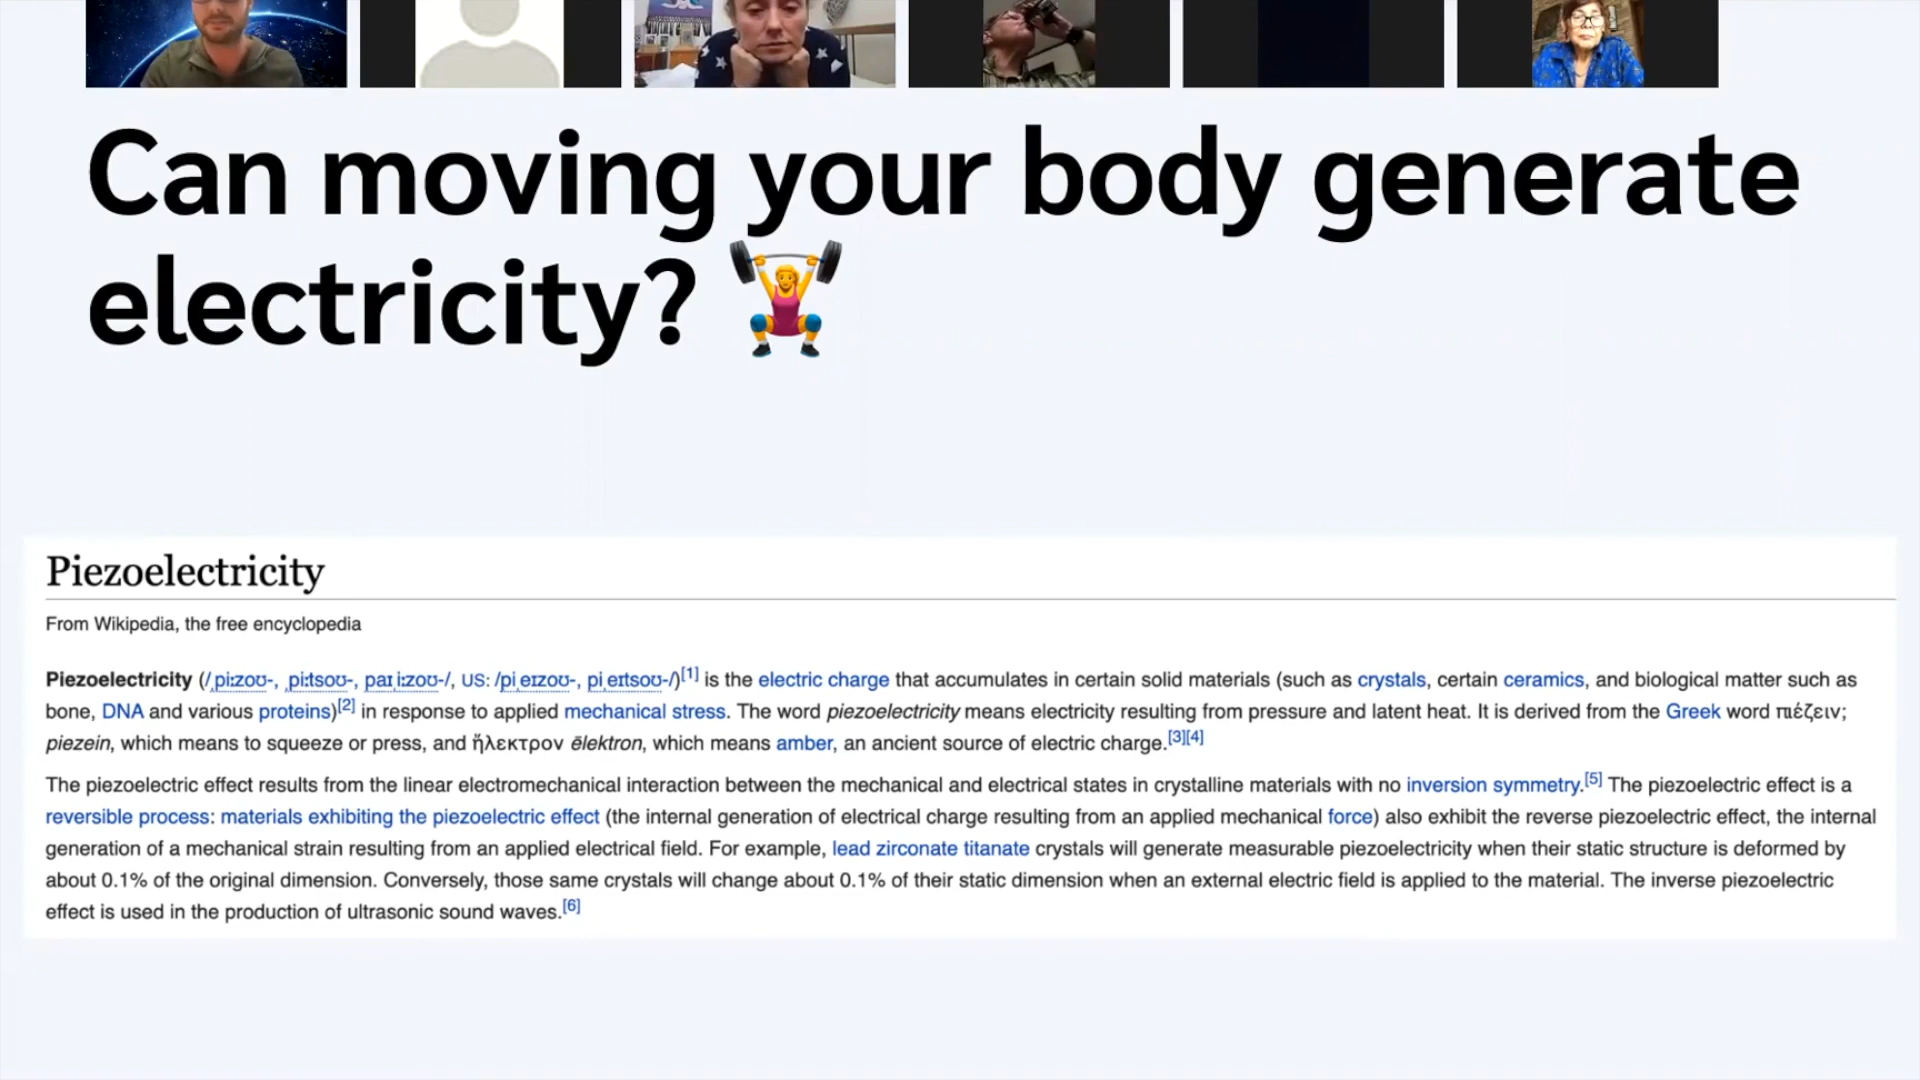 Can moving your body generate
electricity? 🏋️‍♀️
Piezoelectricity
From Wikipedia, the free encyclopedia
Piezoelectricity (/ˌpiːzoʊ-, ˌpiːtsoʊ-, paɪˌiːzoʊ-/, US: /piˌeɪzoʊ-, piˌeɪtsoʊ-/)[1] is the electric charge that accumulates in certain solid materials (such as crystals, certain ceramics, and biological matter such as
bone, DNA and various proteins)[2] in response to applied mechanical stress. The word piezoelectricity means electricity resulting from pressure and latent heat. It is derived from the Greek word πιέζειν;
piezein, which means to squeeze or press, and ἤλεκτρον ēlektron, which means amber, an ancient source of electric charge.[3][4]
The piezoelectric effect results from the linear electromechanical interaction between the mechanical and electrical states in crystalline materials with no inversion symmetry.[5] The piezoelectric effect is a
reversible process: materials exhibiting the piezoelectric effect (the internal generation of electrical charge resulting from an applied mechanical force) also exhibit the reverse piezoelectric effect, the internal
generation of a mechanical strain resulting from an applied electrical field. For example, lead zirconate titanate crystals will generate measurable piezoelectricity when their static structure is deformed by
about 0.1% of the original dimension. Conversely, those same crystals will change about 0.1% of their static dimension when an external electric field is applied to the material. The inverse piezoelectric
effect is used in the production of ultrasonic sound waves.[6]